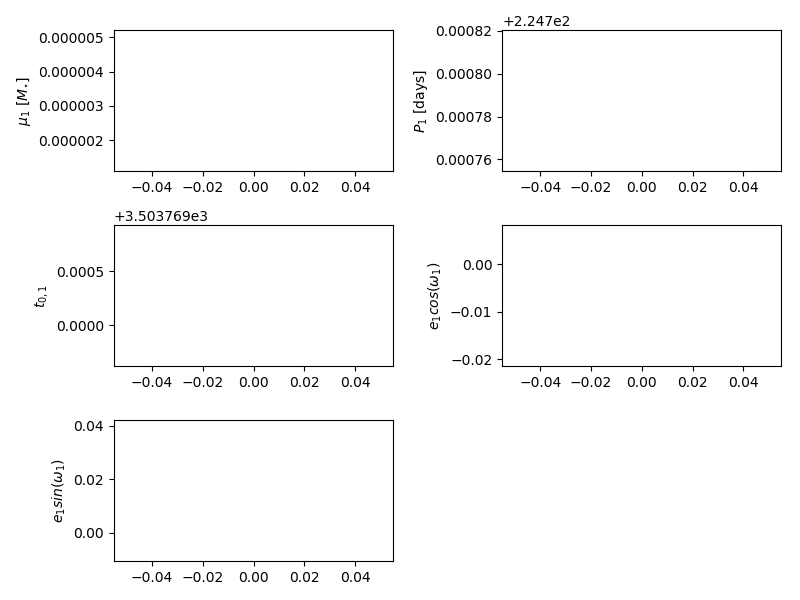 0.000005
0.000004
0.000003
0.000002
μ₁ [M⋆]
−0.04 −0.02 0.00 0.02 0.04
+2.247e2
0.00082
0.00080
0.00078
0.00076
P₁ [days]
−0.04 −0.02 0.00 0.02 0.04
+3.503769e3
0.0005
0.0000
t₀,₁
−0.04 −0.02 0.00 0.02 0.04
0.00
−0.01
−0.02
e₁cos(ω₁)
−0.04 −0.02 0.00 0.02 0.04
0.04
0.02
0.00
e₁sin(ω₁)
−0.04 −0.02 0.00 0.02 0.04